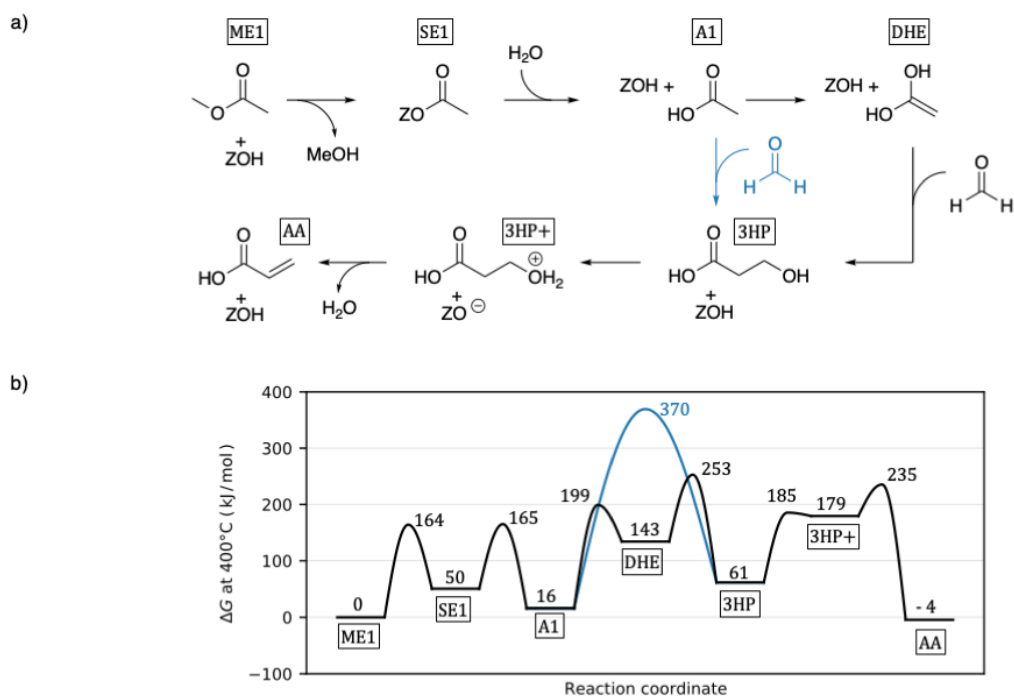 a)
ME1
SE1
H₂O
A1
DHE
O
O
O
OH
O
ZO
ZOH +
HO
ZOH +
HO
+
ZOH
MeOH
O
H H
O
H H
AA
3HP+
3HP
O
O
⊕
O
HO
HO
OH₂
HO
OH
+
ZOH
H₂O
+
ZO ⊖
+
ZOH
b)
ΔG at 400°C (kJ/mol)
400
300
200
100
0
−100
370
253
235
199
185
179
164
165
143
3HP+
DHE
50
61
SE1
16
3HP
0
A1
- 4
ME1
AA
Reaction coordinate